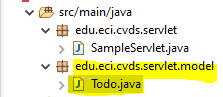 src/main/java
edu.eci.cvds.servlet
SampleServlet.java
edu.eci.cvds.servlet.model
Todo.java